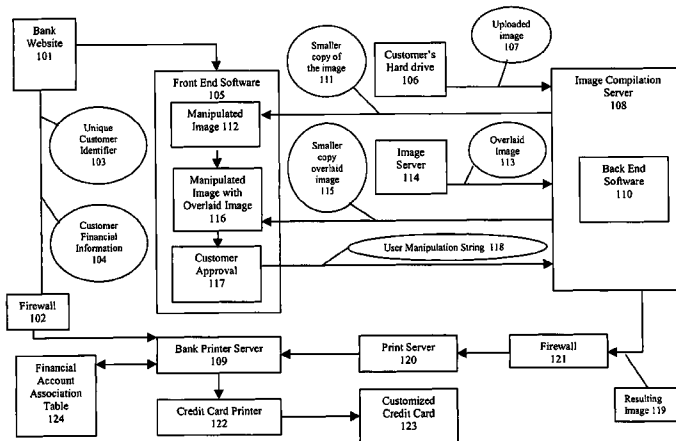 Bank
Website
101
Smaller
copy of
the image
111
Customer's
Hard drive
106
Uploaded
image
107
Front End Software
105
Image Compilation
Server
108
Manipulated
Image 112
Unique
Customer
Identifier
103
Smaller
copy
overlaid
image
115
Image
Server
114
Overlaid
Image
113
Back End
Software
110
Manipulated
Image with
Overlaid Image
116
Customer
Financial
Information
104
Customer
Approval
117
User Manipulation String 118
Firewall
102
Bank Printer Server
109
Print Server
120
Firewall
121
Financial
Account
Association
Table
124
Credit Card Printer
122
Customized
Credit Card
123
Resulting
Image 119